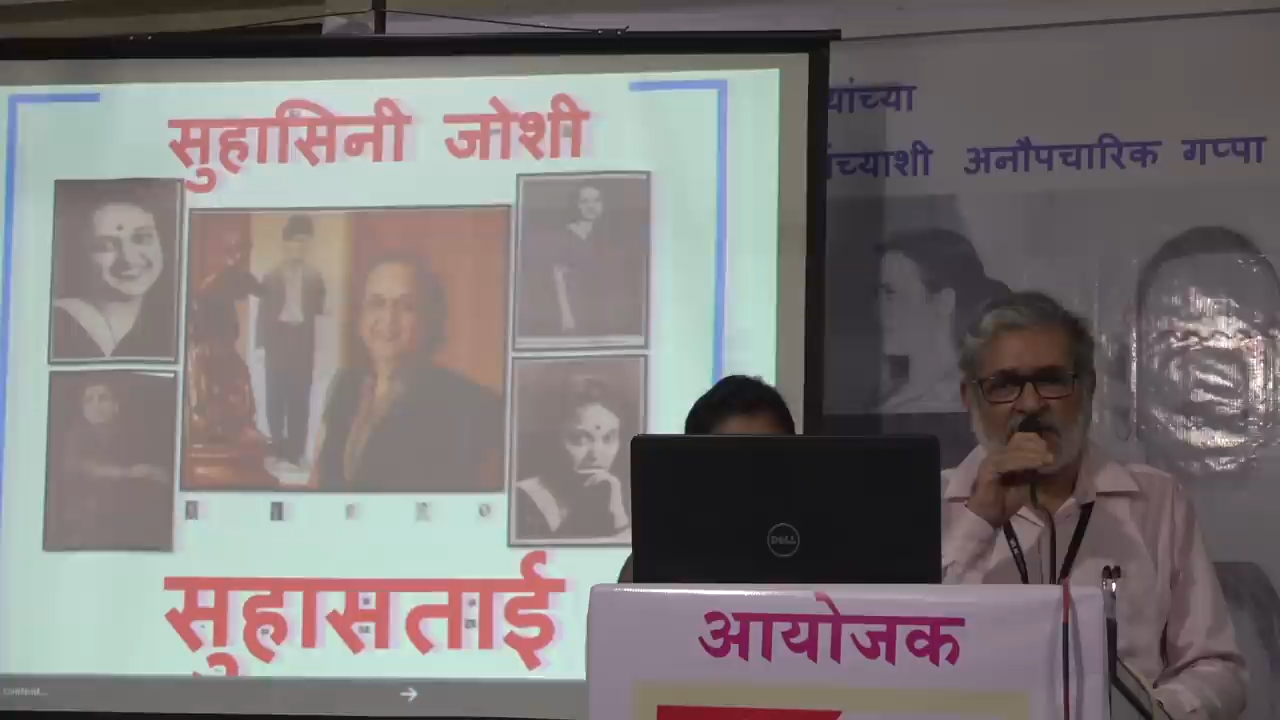 सुहासिनी जोशी
सुहासताई
यांच्या
च्याशी अनौपचारिक गप्पा
DELL
आयोजक